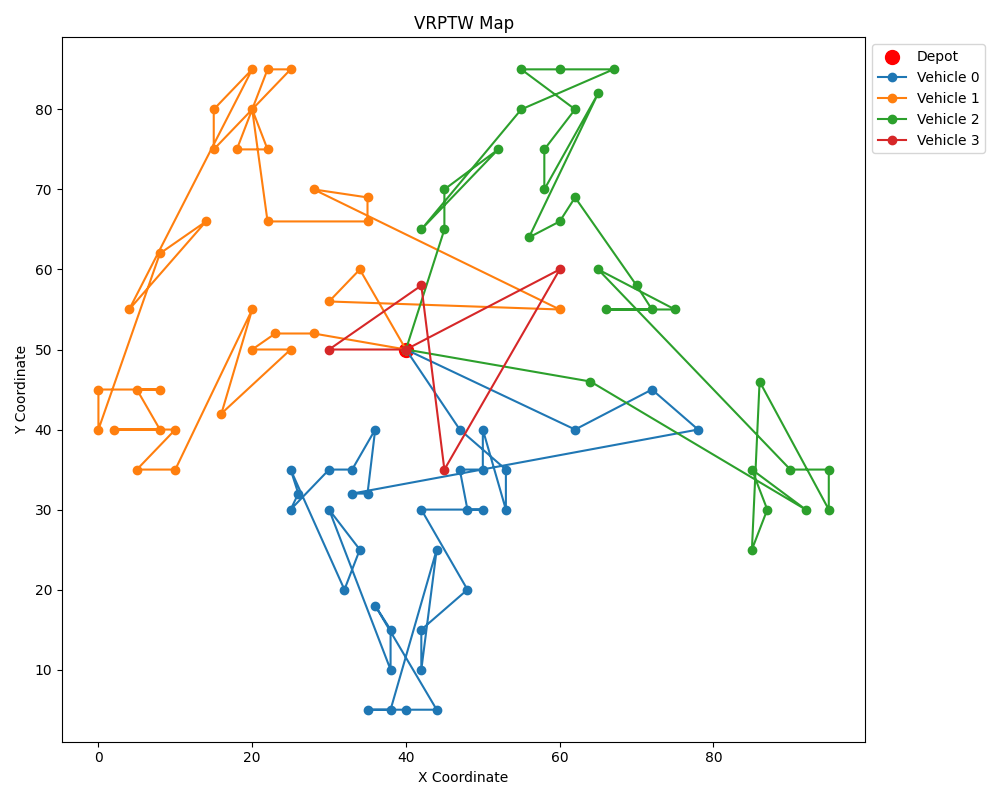 VRPTW Map
Depot
Vehicle 0
Vehicle 1
Vehicle 2
Vehicle 3
Y Coordinate
80
70
60
50
40
30
20
10
0
20
40
60
80
X Coordinate